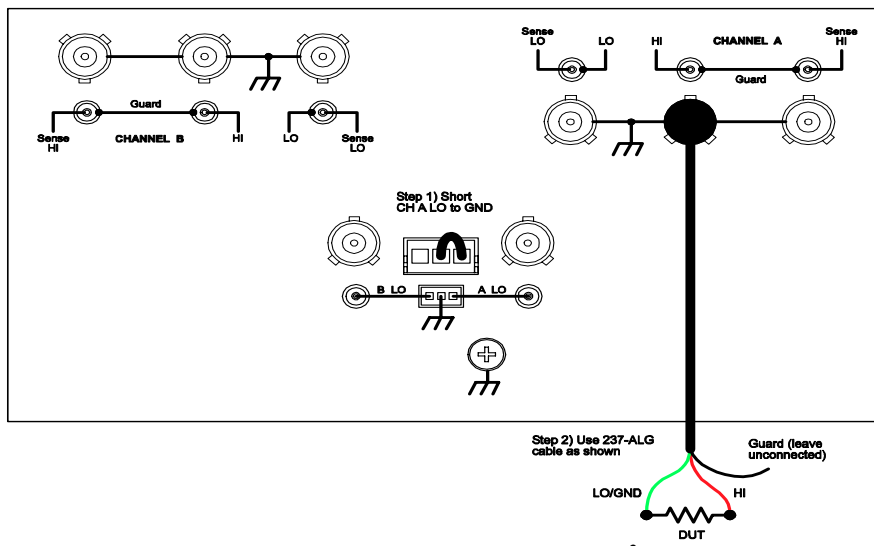 Sense
LO
LO
HI
CHANNEL A
Sense
HI
Guard
Guard
Sense
HI
CHANNEL B
HI
LO
Sense
LO
Step 1) Short
CH A LO to GND
B LO
A LO
Step 2) Use 237-ALG
cable as shown
Guard (leave
unconnected)
LO/GND
HI
DUT